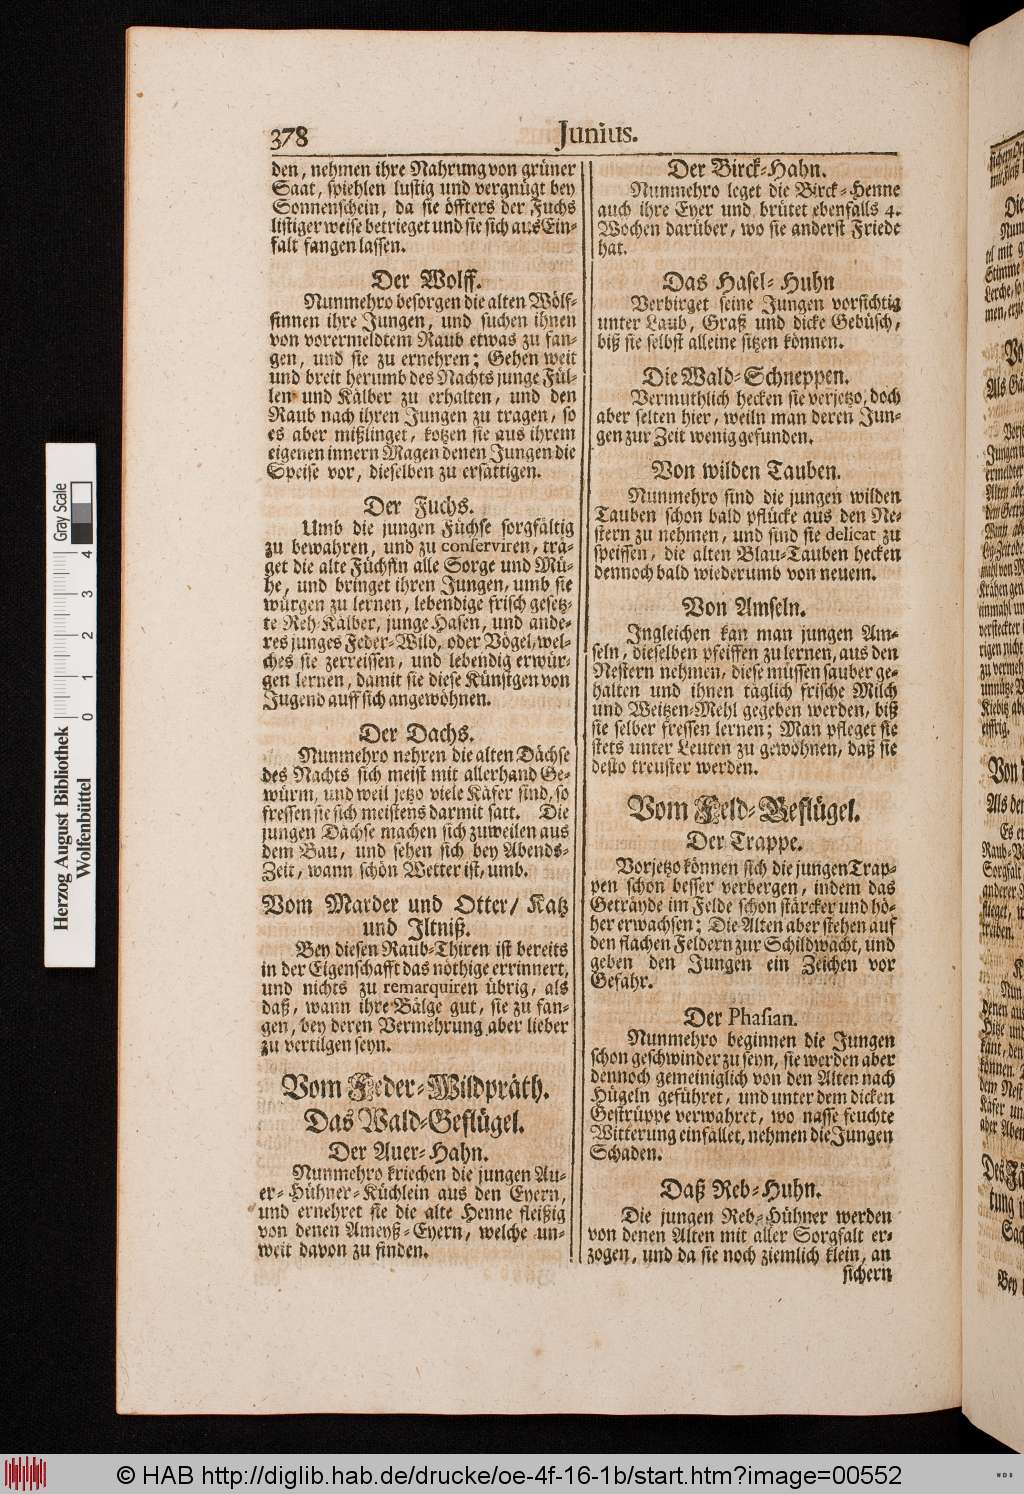 378
Junius.
den, nehmen ihre Nahrung von grüner
Saat, spiehlen lustig und vergnügt bey
Sonnenschein, da sie öffters der Fuchs
listiger weise betrieget und sie sich aus Ein-
falt fangen lassen.
Der Wolff.
Nunmehro besorgen die alten Wölf-
finnen ihre Jungen, und suchen ihnen
von vorermeldtem Raub etwas zu fan-
gen, und sie zu ernehren; Gehen weit
und breit herumb des Nachts junge Fül-
len und Kälber zu erhalten, und den
Raub nach ihren Jungen zu tragen, so
es aber mißlinget, kotzen sie aus ihrem
eigenen innern Magen denen Jungen die
Speise vor, dieselben zu ersättigen.
Der Fuchs.
Umb die jungen Füchse sorgfältig
zu bewahren, und zu conserviren, trä-
get die alte Füchsin alle Sorge und Mü-
he, und bringet ihren Jungen, umb sie
würgen zu lernen, lebendige frisch gesetz-
te Reh-Kälber, junge Hasen, und ande-
res junges Feder-Wild, oder Vögel, wel-
ches sie zerreissen, und lebendig erwür-
gen lernen, damit sie diese Künstgen von
Jugend auff sich angewöhnen.
Der Dachs.
Nunmehro nehren die alten Dächse
des Nachts sich meist mit allerhand Ge-
würm, und weil jetzo viele Käfer sind, so
fressen sie sich meistens darmit satt. Die
jungen Dächse machen sich zuweilen aus
dem Bau, und sehen sich bey Abends-
Zeit, wann schön Wetter ist, umb.
Vom Marder und Otter/ Katz
und Iltniß.
Bey diesen Raub-Thiren ist bereits
in der Eigenschafft das nöthige errinnert,
und nichts zu remarquiren übrig, als
daß, wann ihre Bälge gut, sie zu fan-
gen, bey deren Vermehrung aber lieber
zu vertilgen seyn.
Vom Feder-Wildpräth.
Das Wald-Geflügel.
Der Auer-Hahn.
Nunmehro kriechen die jungen Au-
er-Hühner-Küchlein aus den Eyern,
und ernehret sie die alte Henne fleißig
von denen Ameyß-Eyern, welche un-
weit davon zu finden.
Der Birck-Hahn.
Nunmehro leget die Birck-Henne
auch ihre Eyer und brütet ebenfalls 4.
Wochen darüber, wo sie anderst Friede
hat.
Das Hasel-Huhn
Verbirget seine Jungen vorsichtig
unter Laub, Graß und dicke Gebüsch,
biß sie selbst alleine sitzen können.
Die Wald-Schneppen.
Vermuthlich hecken sie verjetzo, doch
aber selten hier, weiln man deren Jun-
gen zur Zeit wenig gefunden.
Von wilden Tauben.
Nunmehro sind die jungen wilden
Tauben schon bald pflücke aus den Ne-
stern zu nehmen, und sind sie delicat zu
speissen, die alten Blau-Tauben hecken
dennoch bald wiederumb von neuem.
Von Amseln.
Ingleichen kan man jungen Am-
seln, dieselben pfeiffen zu lernen, aus den
Nestern nehmen, diese müssen sauber ge-
halten und ihnen täglich frische Milch
und Weitzen-Mehl gegeben werden, biß
sie selber fressen lernen; Man pfleget sie
stets unter Leuten zu gewöhnen, daß sie
desto treuster werden.
Vom Feld-Geflügel.
Der Trappe.
Vorjetzo können sich die jungen Trap-
pen schon besser verbergen, indem das
Geträyde im Felde schon stärcker und hö-
her erwachsen; Die Alten aber stehen auf
den flachen Feldern zur Schildwacht, und
geben den Jungen ein Zeichen vor
Gefahr.
Der Phasian.
Nunmehro beginnen die Jungen
schon geschwinder zu seyn, sie werden aber
dennoch gemeiniglich von den Alten nach
Hügeln geführet, und unter dem dicken
Gestrüppe verwahret, wo nasse feuchte
Witterung einfället, nehmen die Jungen
Schaden.
Daß Reb-Huhn.
Die jungen Reb-Hühner werden
von denen Alten mit aller Sorgfalt er-
zogen, und da sie noch ziemlich klein, an
sichern
Gray Scale
0 1 2 3 4
Herzog August Bibliothek
Wolfenbüttel
© HAB http://diglib.hab.de/drucke/oe-4f-16-1b/start.htm?image=00552